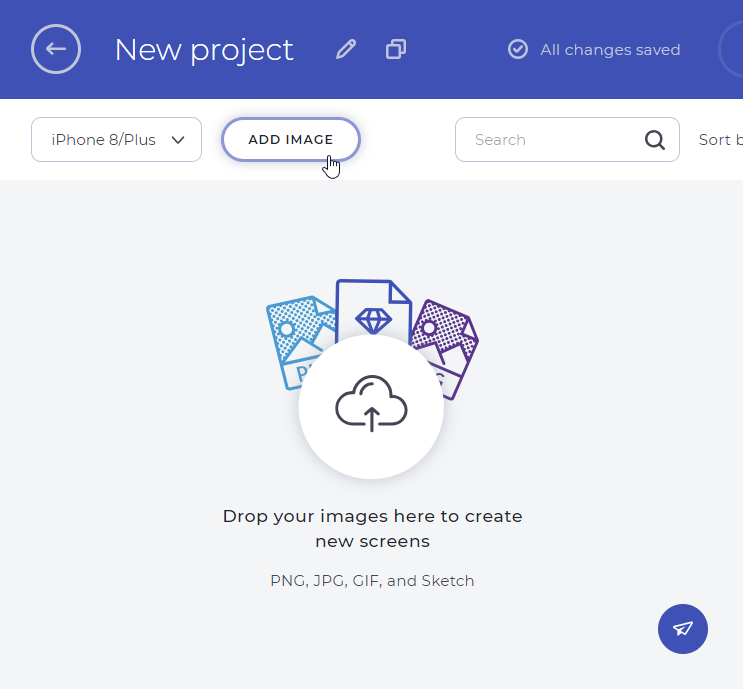 New project
All changes saved
iPhone 8/Plus
ADD IMAGE
Search
Sort b
Drop your images here to create
new screens
PNG, JPG, GIF, and Sketch